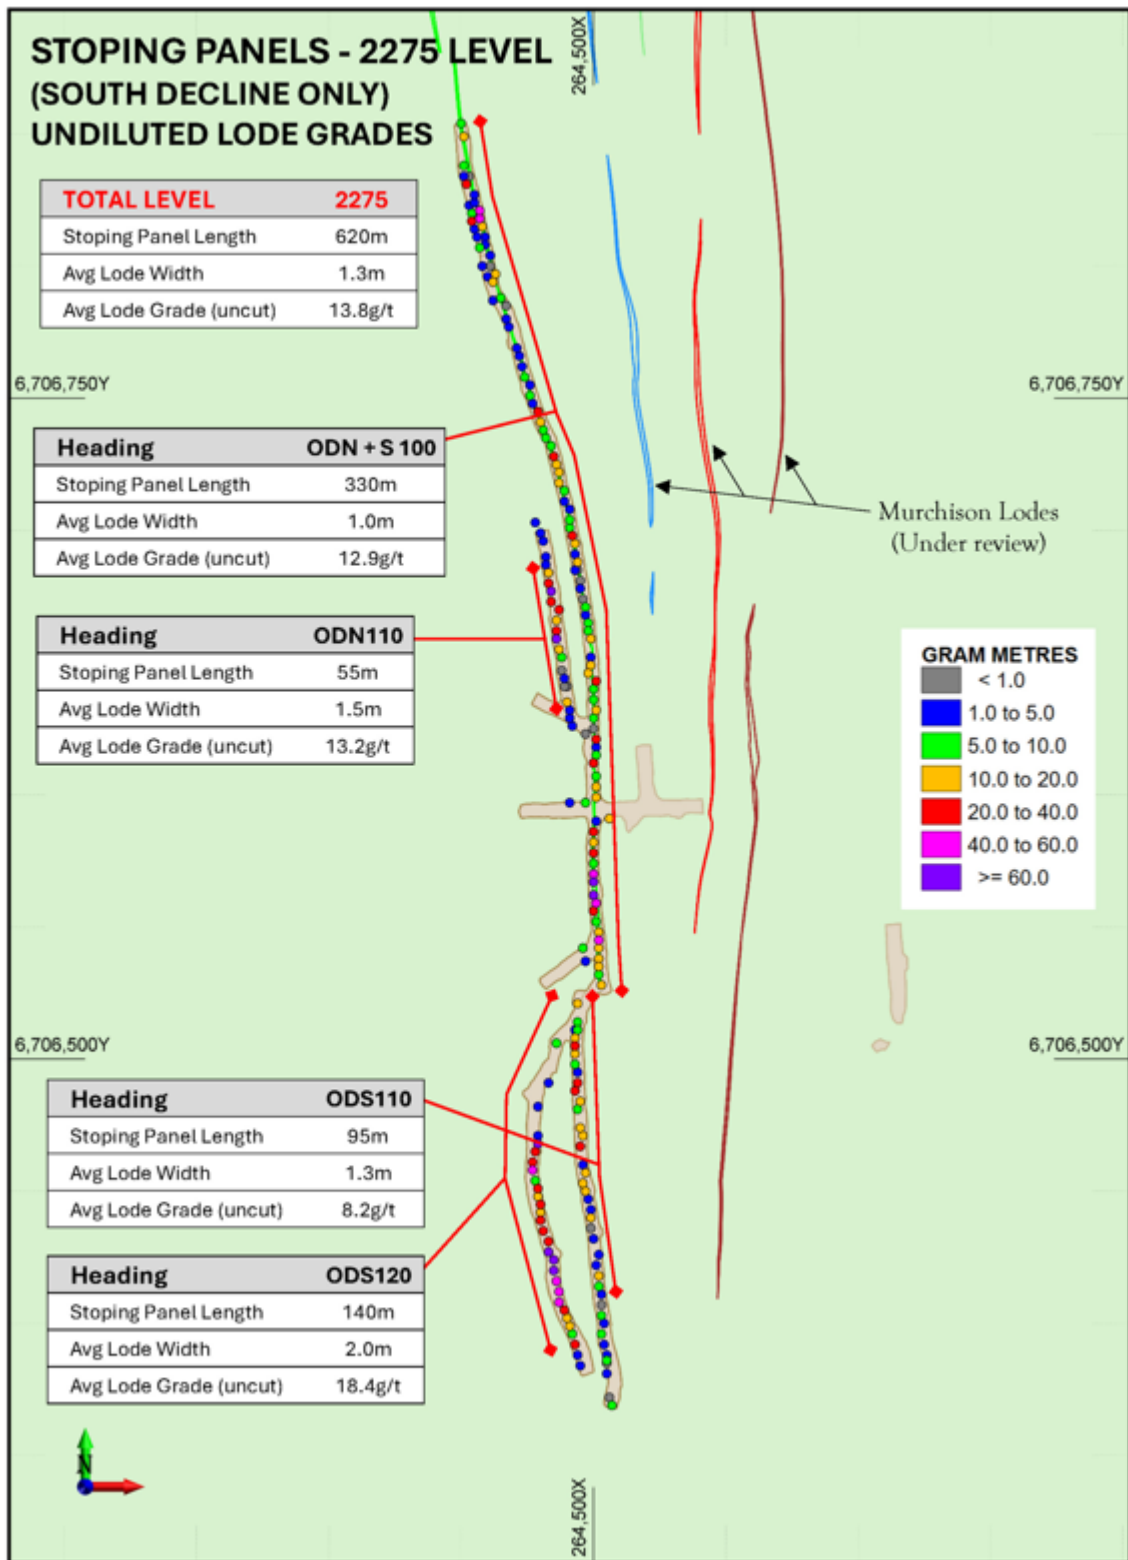 STOPING PANELS - 2275 LEVEL
(SOUTH DECLINE ONLY)
UNDILUTED LODE GRADES
264,500X
TOTAL LEVEL 2275
Stoping Panel Length 620m
Avg Lode Width 1.3m
Avg Lode Grade (uncut) 13.8g/t
6,706,750Y 6,706,750Y
Heading ODN + S 100
Stoping Panel Length 330m
Avg Lode Width 1.0m
Avg Lode Grade (uncut) 12.9g/t
Murchison Lodes
(Under review)
Heading ODN110
Stoping Panel Length 55m
Avg Lode Width 1.5m
Avg Lode Grade (uncut) 13.2g/t
GRAM METRES
< 1.0
1.0 to 5.0
5.0 to 10.0
10.0 to 20.0
20.0 to 40.0
40.0 to 60.0
>= 60.0
6,706,500Y 6,706,500Y
Heading ODS110
Stoping Panel Length 95m
Avg Lode Width 1.3m
Avg Lode Grade (uncut) 8.2g/t
Heading ODS120
Stoping Panel Length 140m
Avg Lode Width 2.0m
Avg Lode Grade (uncut) 18.4g/t
N
264,500X